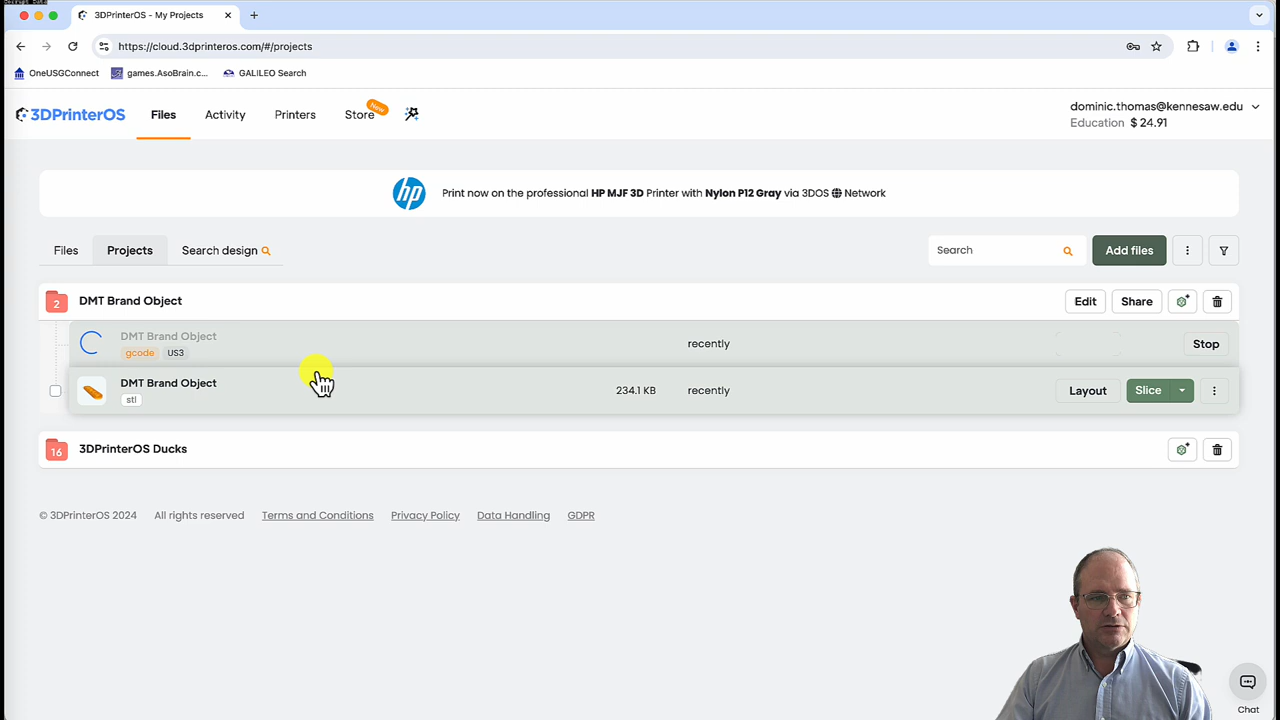 3DPrinterOS - My Projects
https://cloud.3dprinteros.com/#/projects
OneUSGConnect games.AsoBrain.c... GALILEO Search
3DPrinterOS Files Activity Printers Store New
dominic.thomas@kennesaw.edu
Education $ 24.91
hp Print now on the professional HP MJF 3D Printer with Nylon P12 Gray via 3DOS Network
Files Projects Search design Search Add files
2 DMT Brand Object Edit Share
DMT Brand Object
gcode US3 recently Stop
DMT Brand Object
stl 234.1 KB recently Layout Slice
16 3DPrinterOS Ducks
© 3DPrinterOS 2024 All rights reserved Terms and Conditions Privacy Policy Data Handling GDPR
Chat